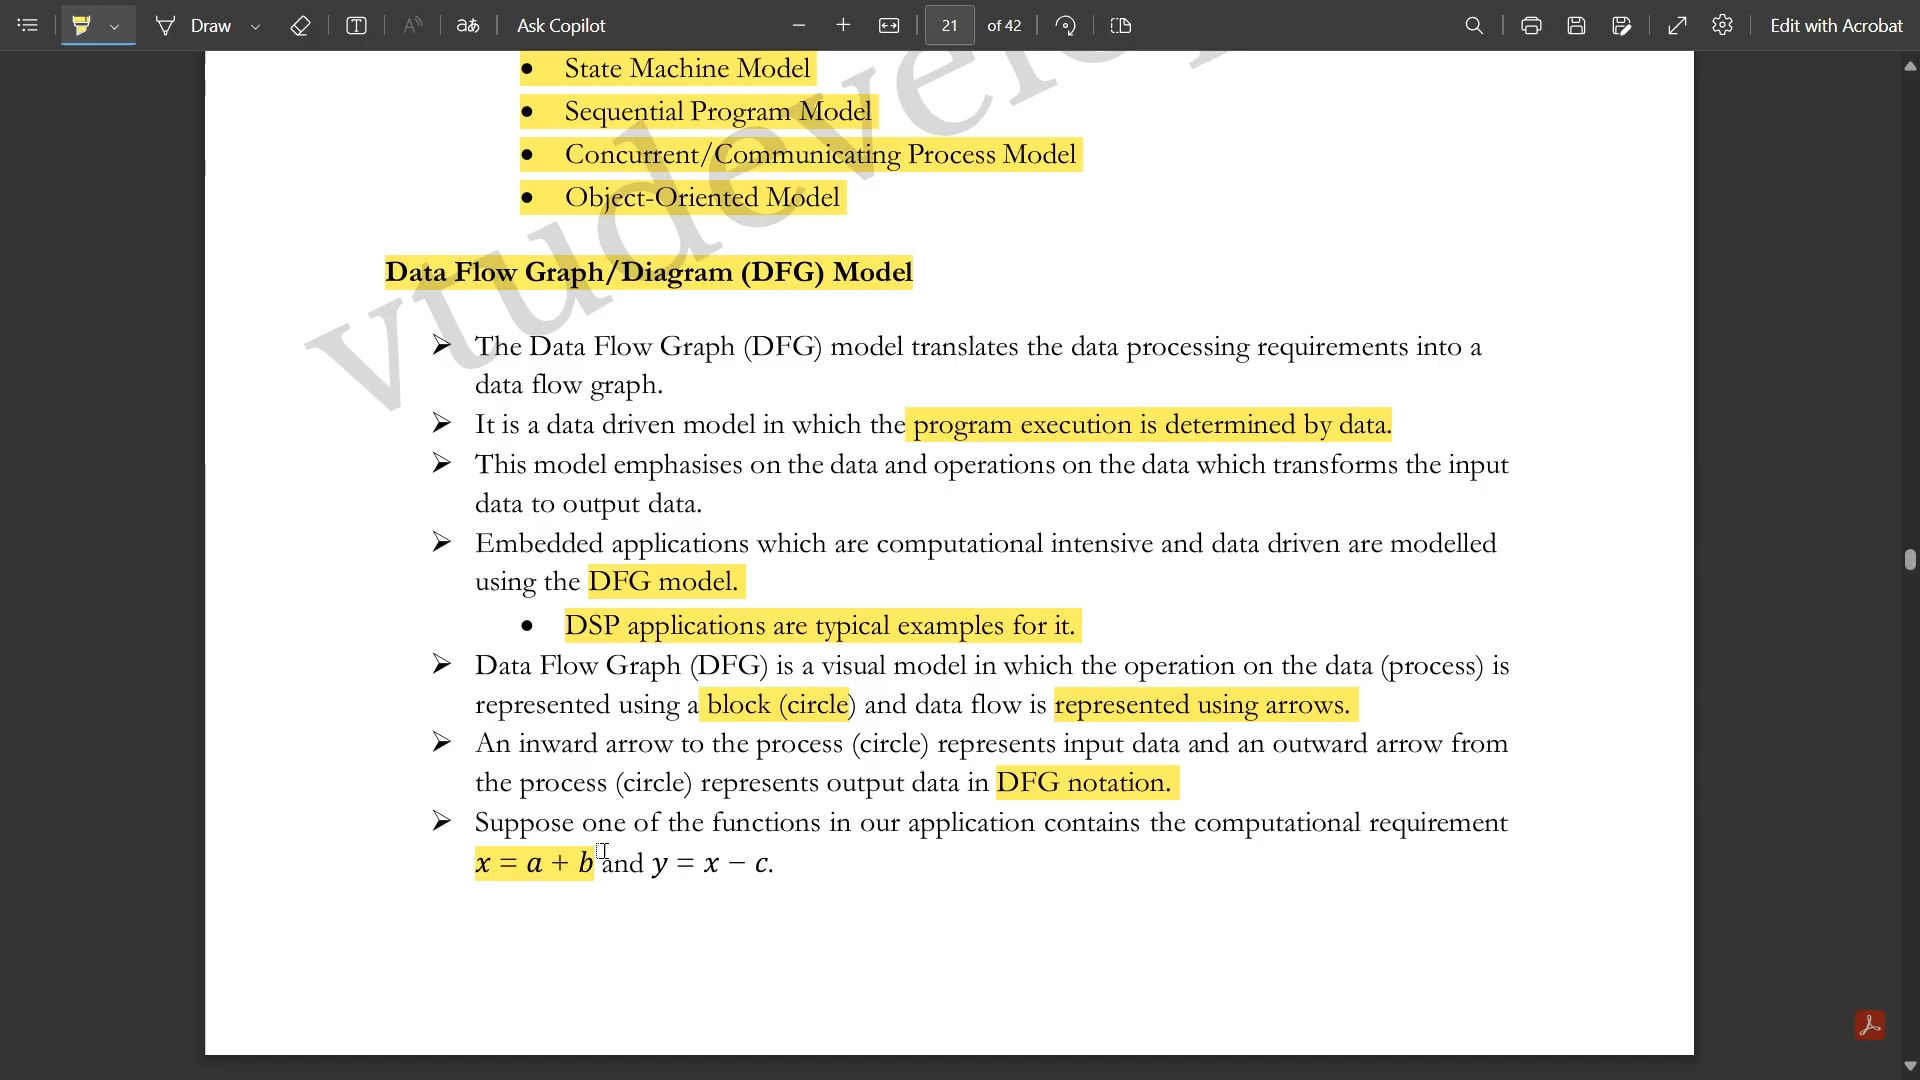 Draw
Ask Copilot
21 of 42
Edit with Acrobat
• State Machine Model
• Sequential Program Model
• Concurrent/Communicating Process Model
• Object-Oriented Model
Data Flow Graph/Diagram (DFG) Model
➢ The Data Flow Graph (DFG) model translates the data processing requirements into a
data flow graph.
➢ It is a data driven model in which the program execution is determined by data.
➢ This model emphasises on the data and operations on the data which transforms the input
data to output data.
➢ Embedded applications which are computational intensive and data driven are modelled
using the DFG model.
• DSP applications are typical examples for it.
➢ Data Flow Graph (DFG) is a visual model in which the operation on the data (process) is
represented using a block (circle) and data flow is represented using arrows.
➢ An inward arrow to the process (circle) represents input data and an outward arrow from
the process (circle) represents output data in DFG notation.
➢ Suppose one of the functions in our application contains the computational requirement
x = a + b and y = x − c.